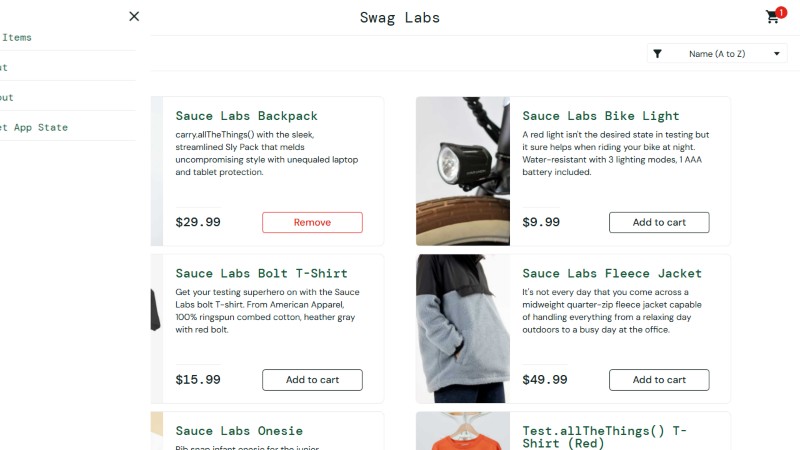 Swag Labs
1
Items
ut
out
et App State
Name (A to Z)
Sauce Labs Backpack
carry.allTheThings() with the sleek,
streamlined Sly Pack that melds
uncompromising style with unequaled laptop
and tablet protection.
$29.99
Remove
Sauce Labs Bike Light
A red light isn't the desired state in testing but
it sure helps when riding your bike at night.
Water-resistant with 3 lighting modes, 1 AAA
battery included.
$9.99
Add to cart
Sauce Labs Bolt T-Shirt
Get your testing superhero on with the Sauce
Labs bolt T-shirt. From American Apparel,
100% ringspun combed cotton, heather gray
with red bolt.
$15.99
Add to cart
Sauce Labs Fleece Jacket
It's not every day that you come across a
midweight quarter-zip fleece jacket capable
of handling everything from a relaxing day
outdoors to a busy day at the office.
$49.99
Add to cart
Sauce Labs Onesie
Rib snap infant onesie for the junior
Test.allTheThings() T-
Shirt (Red)